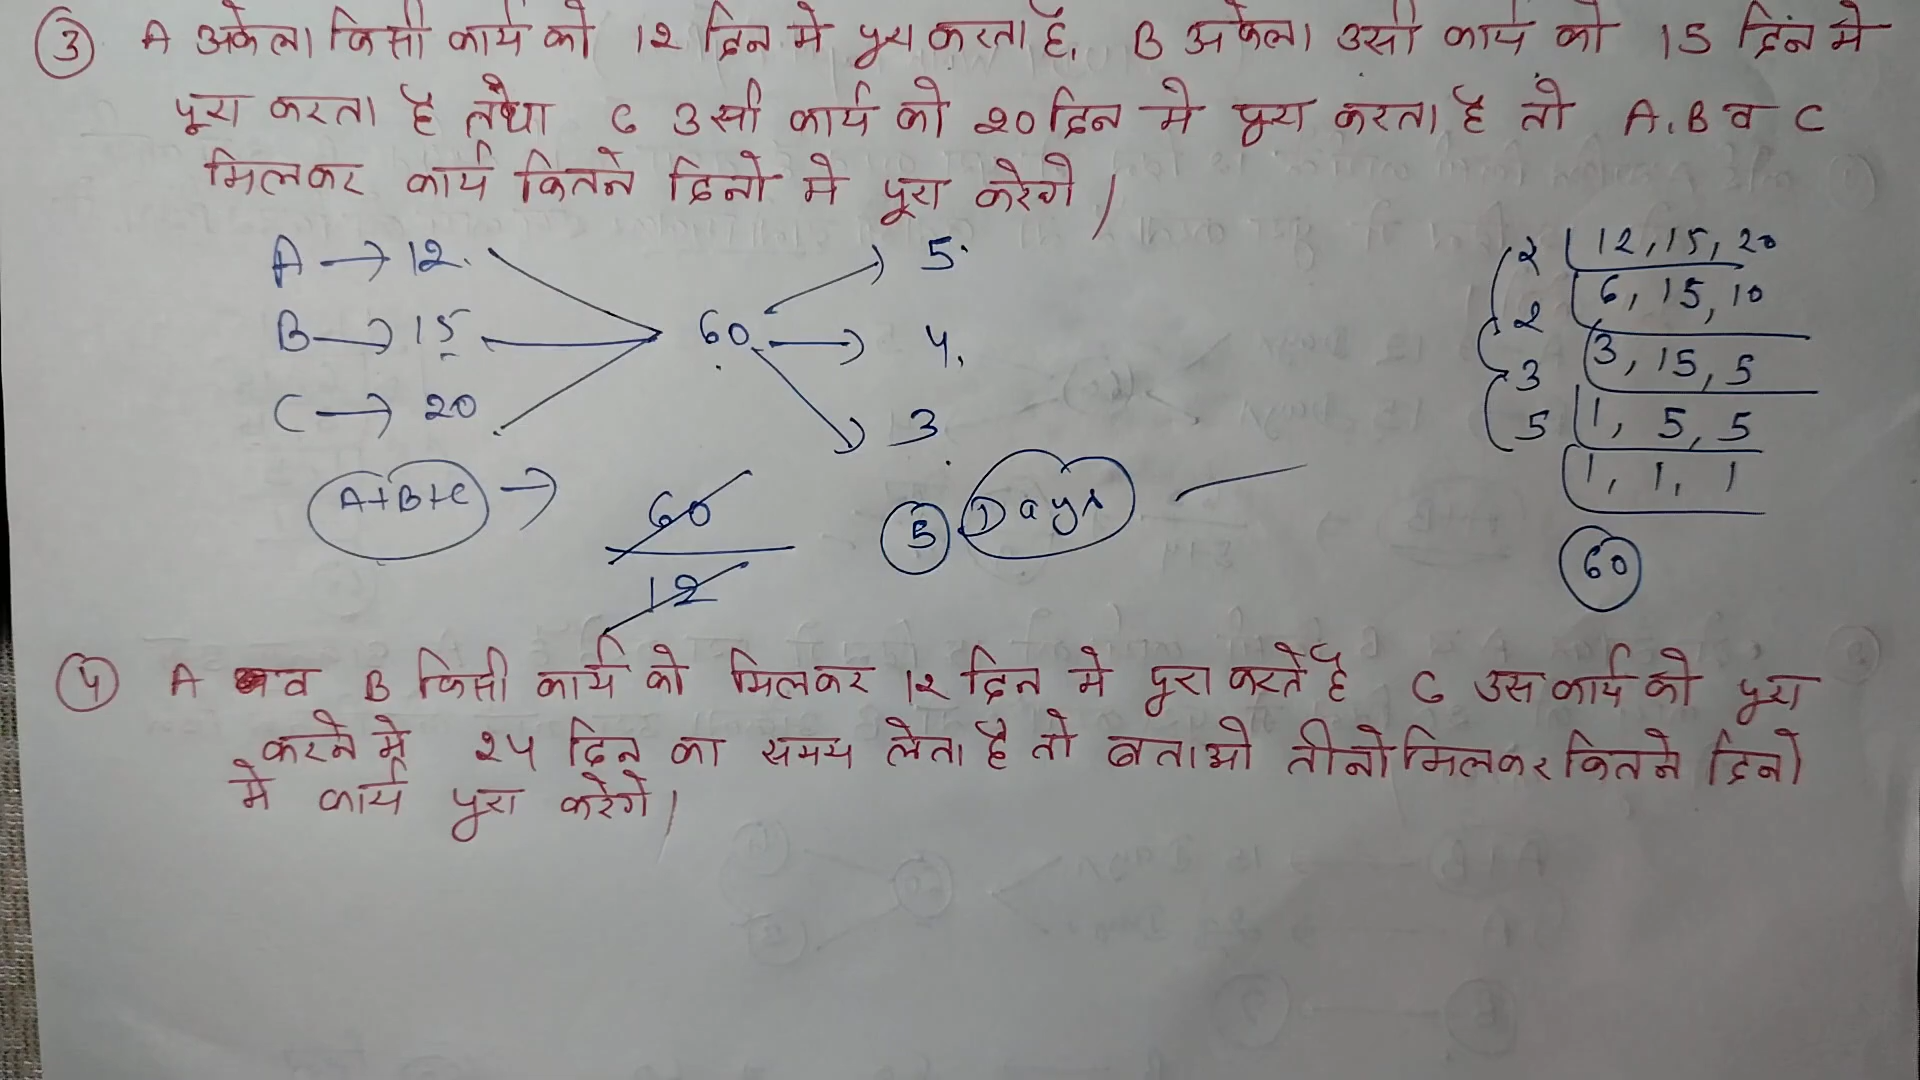 ③ A अकेला किसी कार्य को 12 दिन मे पूरा करता है, B अकेला उसी कार्य को 15 दिन मे
पूरा करता है तथा C उसी कार्य को 20 दिन मे पूरा करता है तो A, B व C
मिलकर कार्य कितने दिनो मे पूरा करेगे।
A → 12 5
B → 15 60 4
C → 20 3
A+B+C → 60/12 5 Days
2 12, 15, 20
2 6, 15, 10
3 3, 15, 5
5 1, 5, 5
1, 1, 1
60
④ A व B किसी कार्य को मिलकर 12 दिन मे पूरा करते है C उस कार्य को पूरा
करने मे 24 दिन का समय लेता है तो बताओ तीनो मिलकर कितने दिनो
मे कार्य पूरा करेगे।